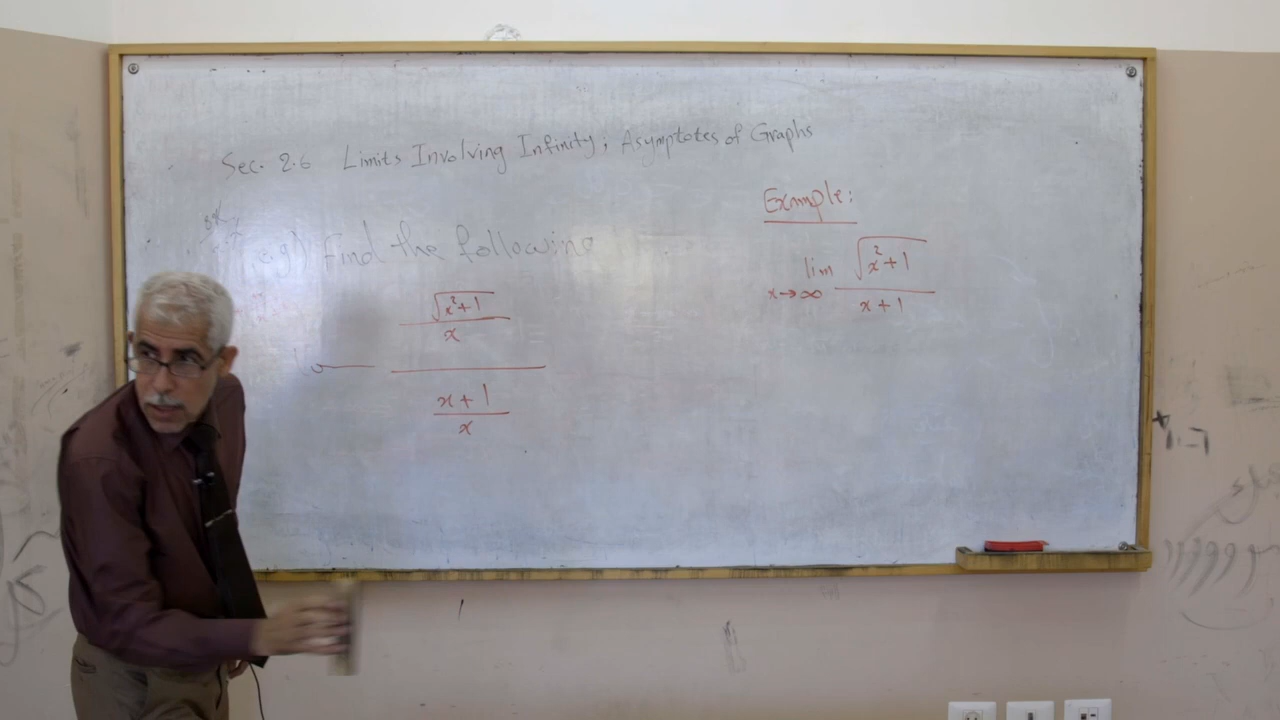 Sec. 2.6 Limits Involving Infinity; Asymptotes of Graphs
Find the following
√(x²+1)
x
x + 1
x
Example:
lim √(x²+1)
x→∞ x+1